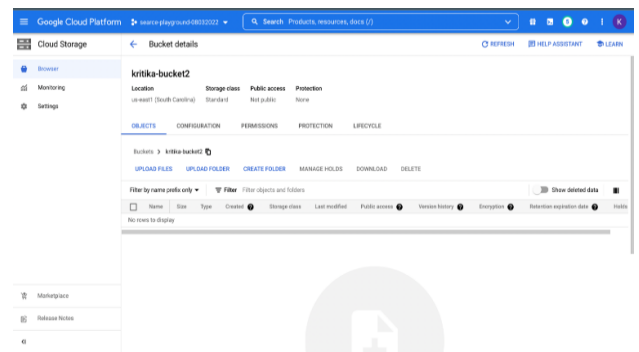 Google Cloud Platform
searce-playground-08032022
Search Products, resources, docs (/)
K
Cloud Storage
Bucket details
REFRESH
HELP ASSISTANT
LEARN
Browser
Monitoring
Settings
kritika-bucket2
Location Storage class Public access Protection
us-east1 (South Carolina) Standard Not public None
OBJECTS CONFIGURATION PERMISSIONS PROTECTION LIFECYCLE
Buckets > kritika-bucket2
UPLOAD FILES UPLOAD FOLDER CREATE FOLDER MANAGE HOLDS DOWNLOAD DELETE
Filter by name prefix only Filter Filter objects and folders Show deleted data
Name Size Type Created Storage class Last modified Public access Version history Encryption Retention expiration date Holds
No rows to display
Marketplace
Release Notes